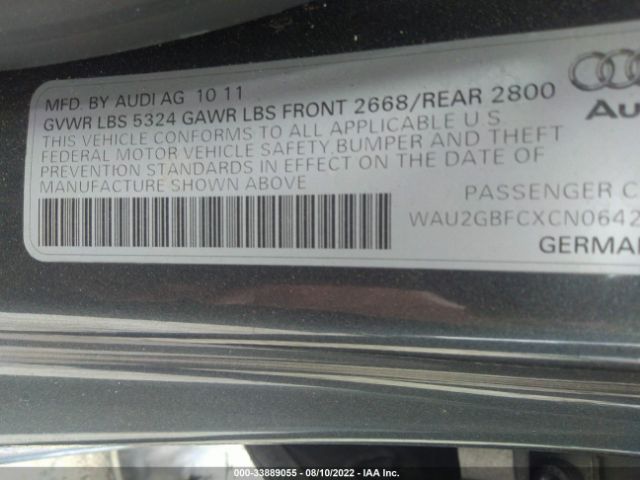 MFD. BY AUDI AG 10 11
GVWR LBS 5324 GAWR LBS FRONT 2668/REAR 2800
THIS VEHICLE CONFORMS TO ALL APPLICABLE U S
FEDERAL MOTOR VEHICLE SAFETY,BUMPER AND THEFT
PREVENTION STANDARDS IN EFFECT ON THE DATE OF
MANUFACTURE SHOWN ABOVE
Au
PASSENGER C
WAU2GBFCXCN0642
GERMAN
000-33889055 - 08/10/2022 - IAA Inc.